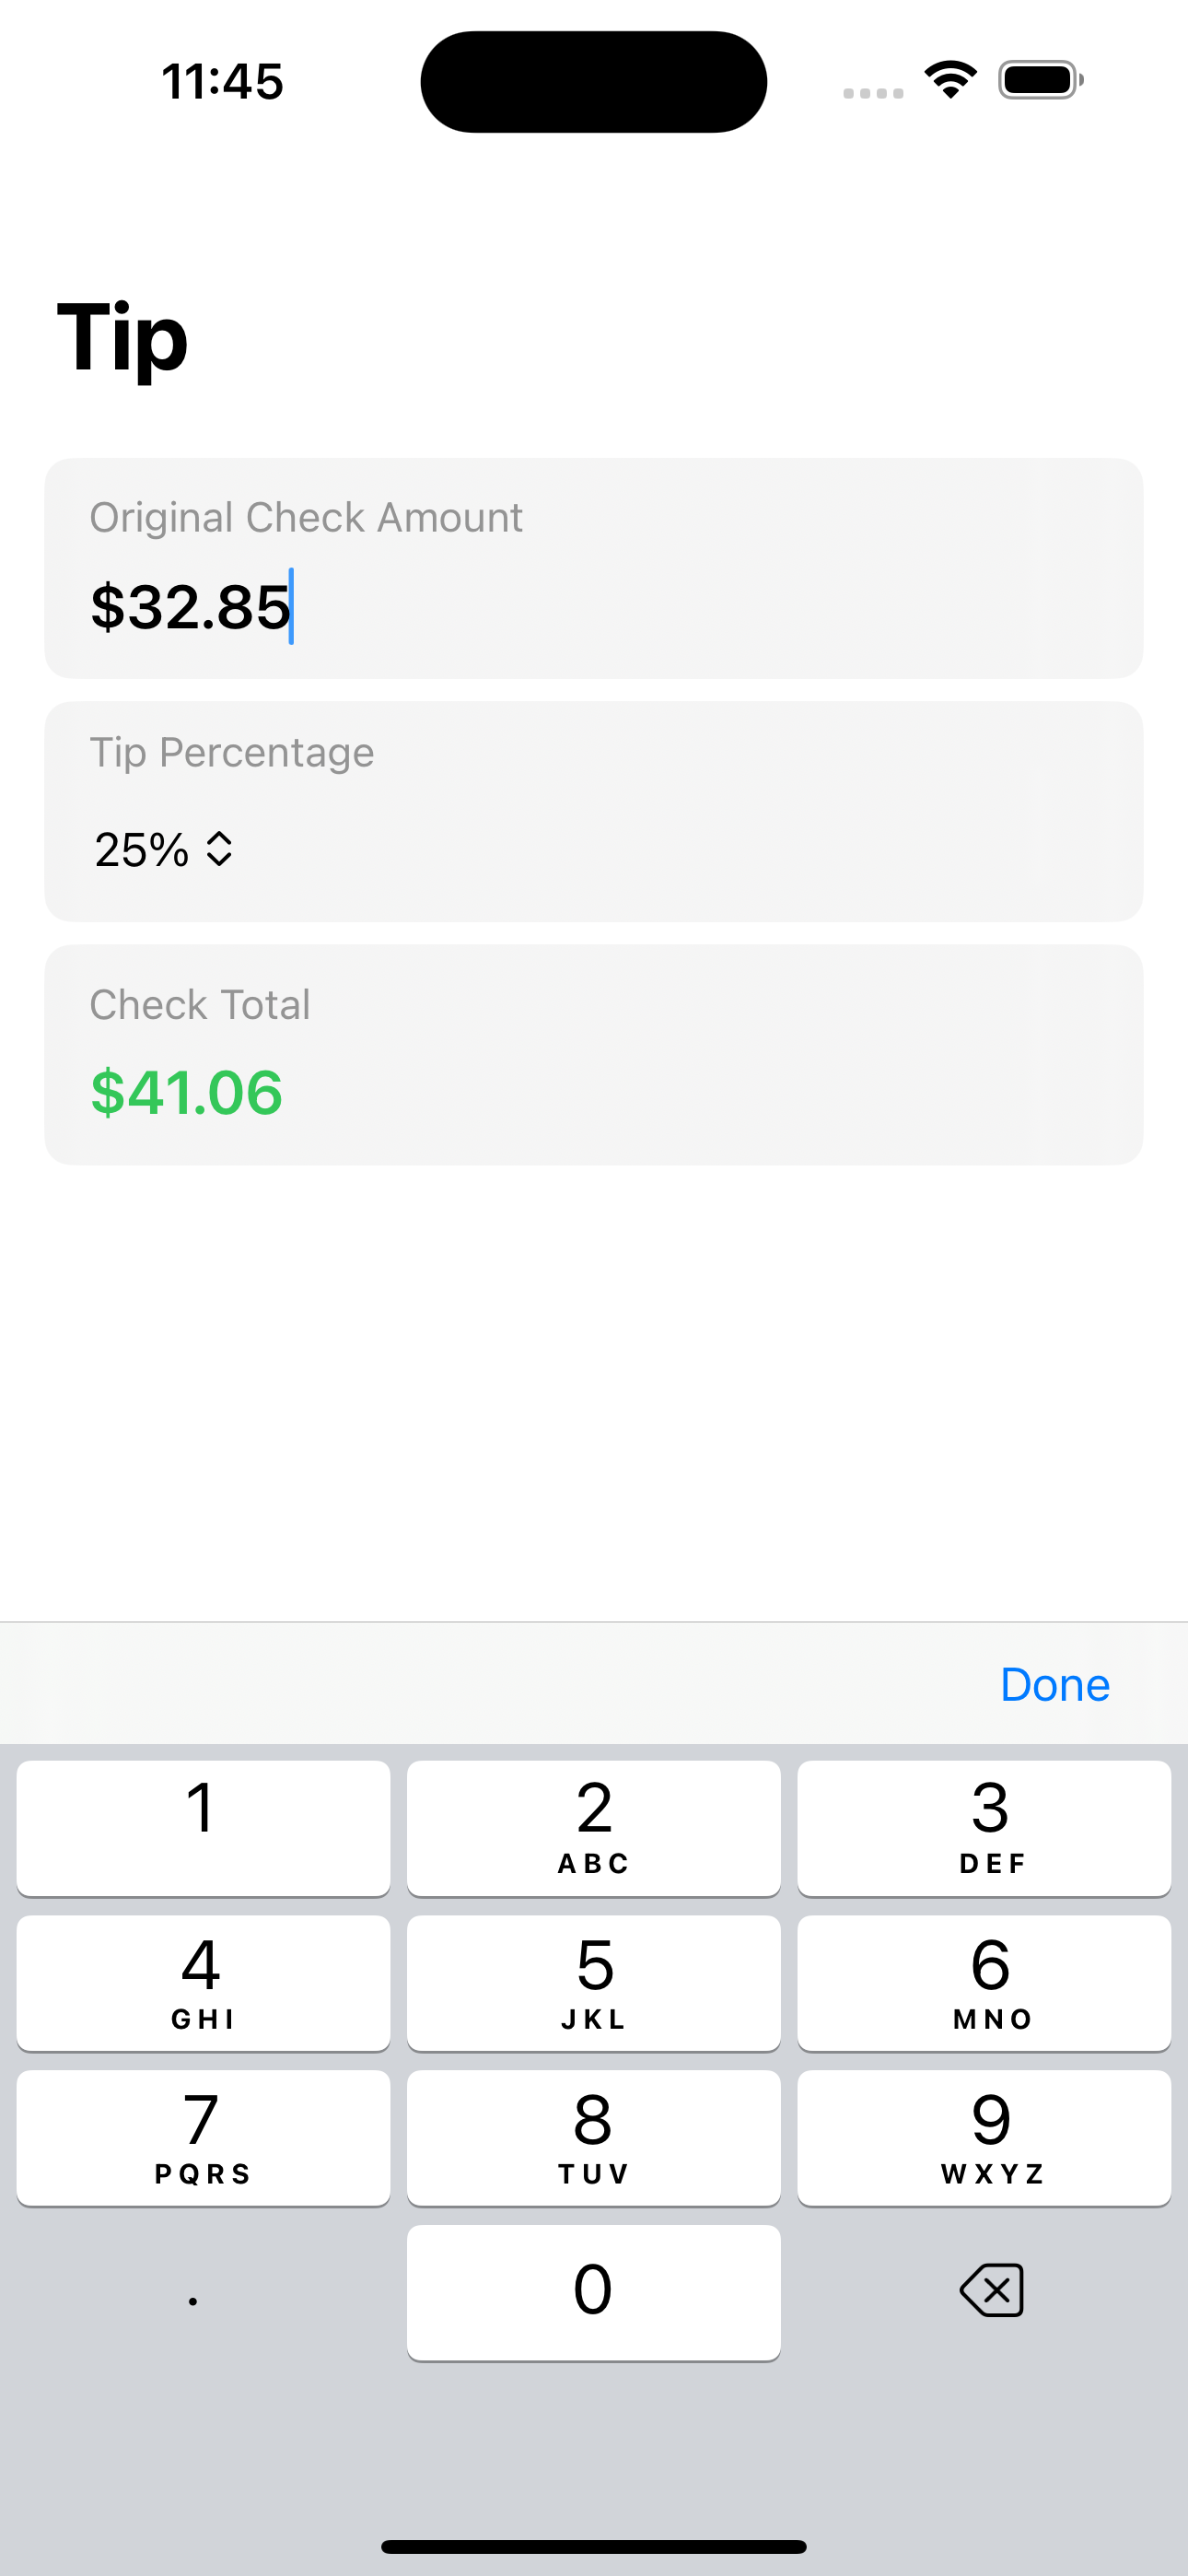 11:45
Tip
Original Check Amount
$32.85
Tip Percentage
25%
Check Total
$41.06
Done
1 2 3
ABC DEF
4 5 6
GHI JKL MNO
7 8 9
PQRS TUV WXYZ
. 0